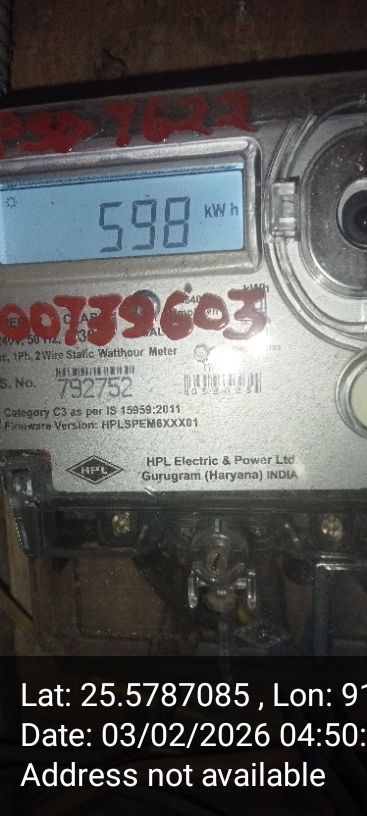 7622
598 kWh
00739603
1Ph, 2Wire Static Watthour Meter
S. No. 792752
Category C3 as per IS 15959:2011
Firmware Version: HPLSPEM6XXX01
HPL
HPL Electric & Power Ltd
Gurugram (Haryana) INDIA
Lat: 25.5787085 , Lon: 91
Date: 03/02/2026 04:50:
Address not available